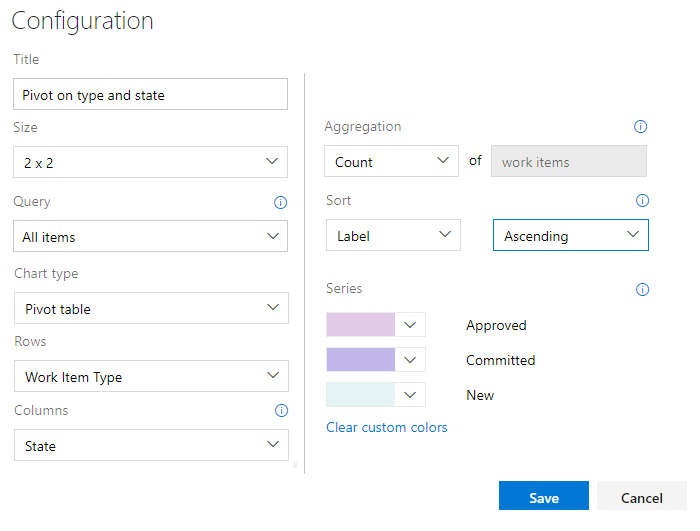 Configuration
Title
Pivot on type and state
Size
2 x 2
Query
All items
Chart type
Pivot table
Rows
Work Item Type
Columns
State
Aggregation
Count of work items
Sort
Label Ascending
Series
Approved
Committed
New
Clear custom colors
Save Cancel